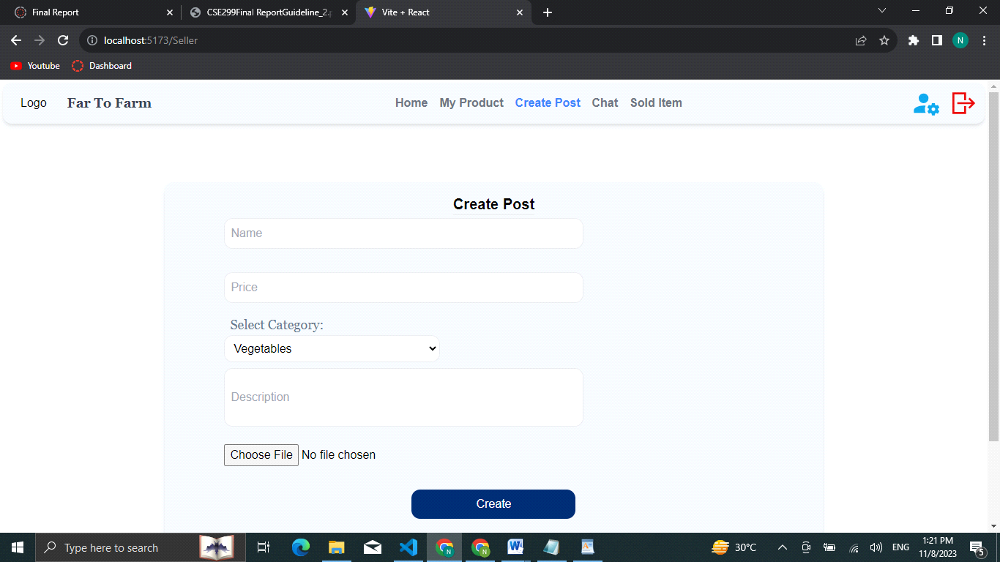 Final Report
CSE299Final ReportGuideline_2.p
Vite + React
localhost:5173/Seller
N
Youtube
Dashboard
Logo
Far To Farm
Home
My Product
Create Post
Chat
Sold Item
Create Post
Name
Price
Select Category:
Vegetables
Description
Choose File No file chosen
Create
Type here to search
30°C
ENG
1:21 PM
11/8/2023
5